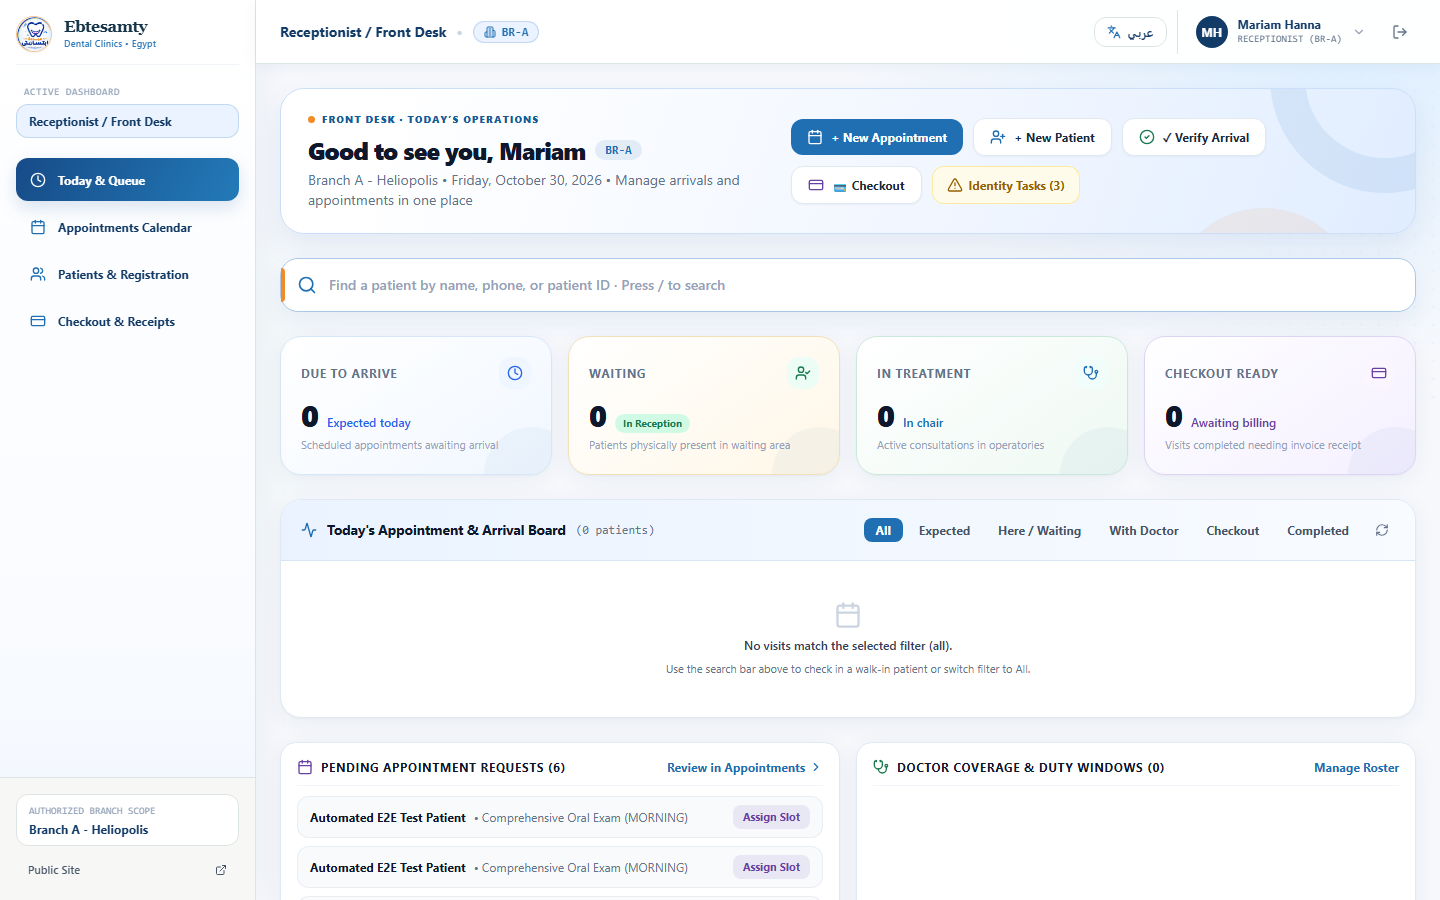 Ebtesamty
Dental Clinics • Egypt
ACTIVE DASHBOARD
Receptionist / Front Desk
Today & Queue
Appointments Calendar
Patients & Registration
Checkout & Receipts
AUTHORIZED BRANCH SCOPE
Branch A - Heliopolis
Public Site
Receptionist / Front Desk
BR-A
عربي
MH
Mariam Hanna
RECEPTIONIST (BR-A)
FRONT DESK · TODAY'S OPERATIONS
Good to see you, Mariam BR-A
Branch A - Heliopolis • Friday, October 30, 2026 • Manage arrivals and
appointments in one place
+ New Appointment
+ New Patient
✓ Verify Arrival
💳 Checkout
Identity Tasks (3)
Find a patient by name, phone, or patient ID · Press / to search
DUE TO ARRIVE
0 Expected today
Scheduled appointments awaiting arrival
WAITING
0 In Reception
Patients physically present in waiting area
IN TREATMENT
0 In chair
Active consultations in operatories
CHECKOUT READY
0 Awaiting billing
Visits completed needing invoice receipt
Today's Appointment & Arrival Board (0 patients)
All Expected Here / Waiting With Doctor Checkout Completed
No visits match the selected filter (all).
Use the search bar above to check in a walk-in patient or switch filter to All.
PENDING APPOINTMENT REQUESTS (6)
Review in Appointments
Automated E2E Test Patient • Comprehensive Oral Exam (MORNING) Assign Slot
Automated E2E Test Patient • Comprehensive Oral Exam (MORNING) Assign Slot
DOCTOR COVERAGE & DUTY WINDOWS (0)
Manage Roster